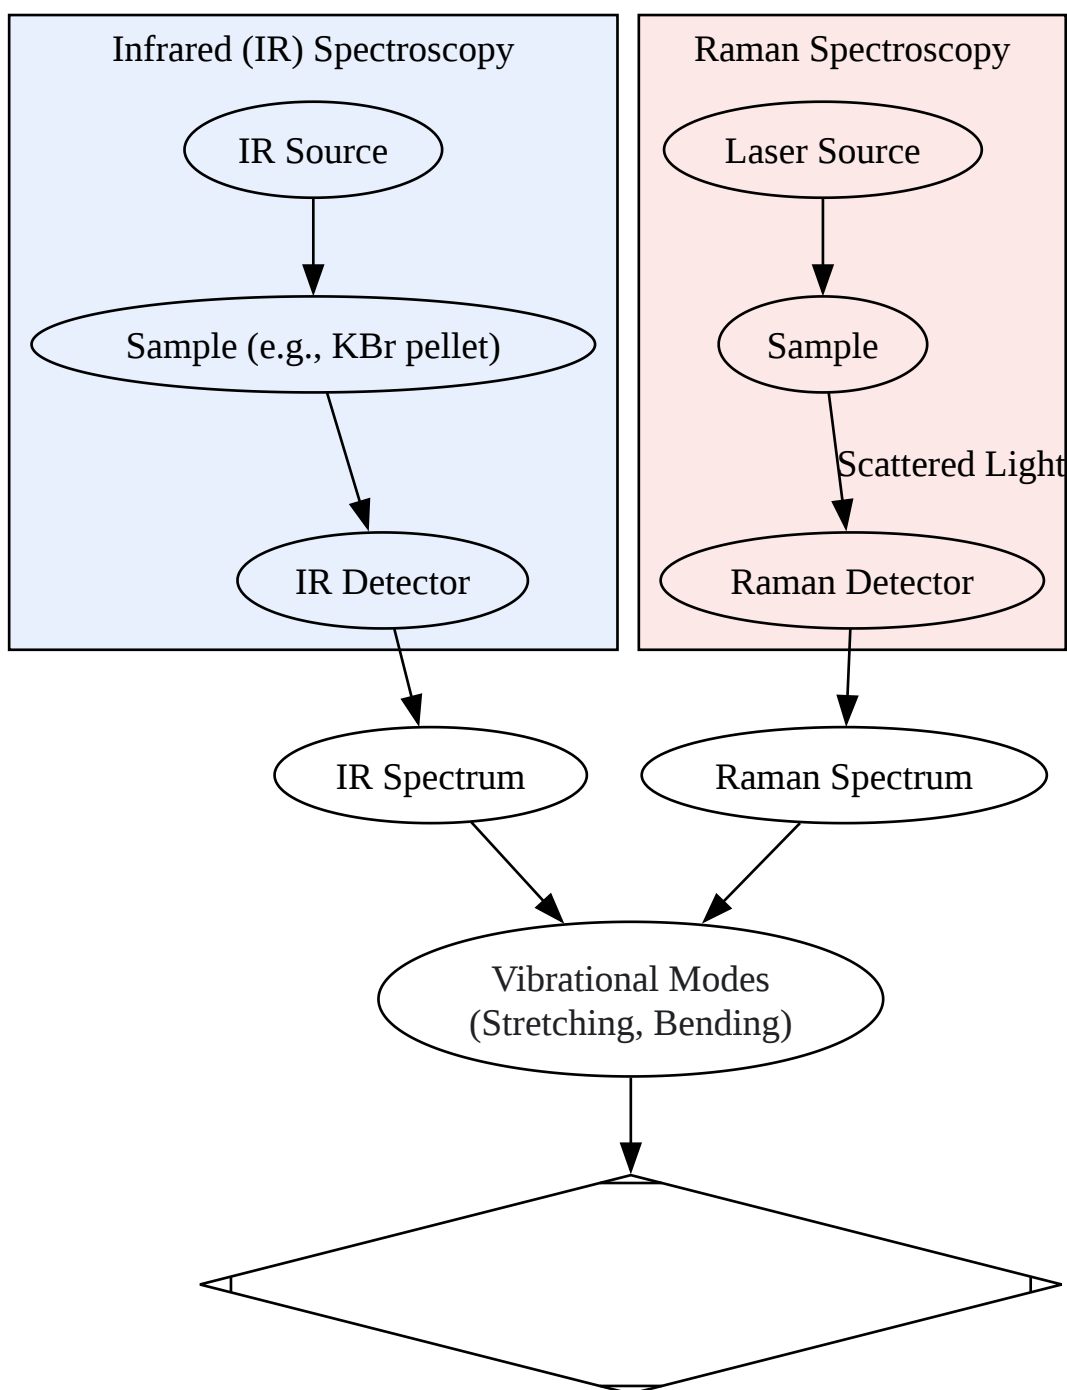 Infrared (IR) Spectroscopy
IR Source
Sample (e.g., KBr pellet)
IR Detector
Raman Spectroscopy
Laser Source
Sample
Scattered Light
Raman Detector
IR Spectrum
Raman Spectrum
Vibrational Modes
(Stretching, Bending)